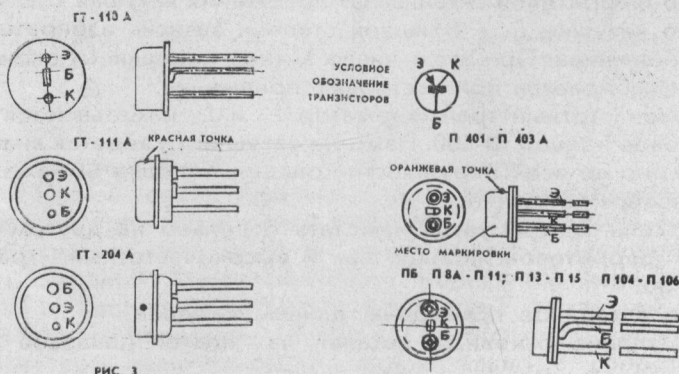 ГТ - 110 А
Э
Б
К
УСЛОВНОЕ
ОБОЗНАЧЕНИЕ
ТРАНЗИСТОРОВ
Э К
Б
ГТ - 111 А
КРАСНАЯ ТОЧКА
Э
К
Б
П 401 - П 403 А
ОРАНЖЕВАЯ ТОЧКА
Э
К
Б
Э
К
Б
МЕСТО МАРКИРОВКИ
ГТ 204 А
Б
Э
К
ПБ П 8А - П 11; П 13 - П 15 П 104 - П 106
Э
К
Б
Э
Б
К
РИС. 3